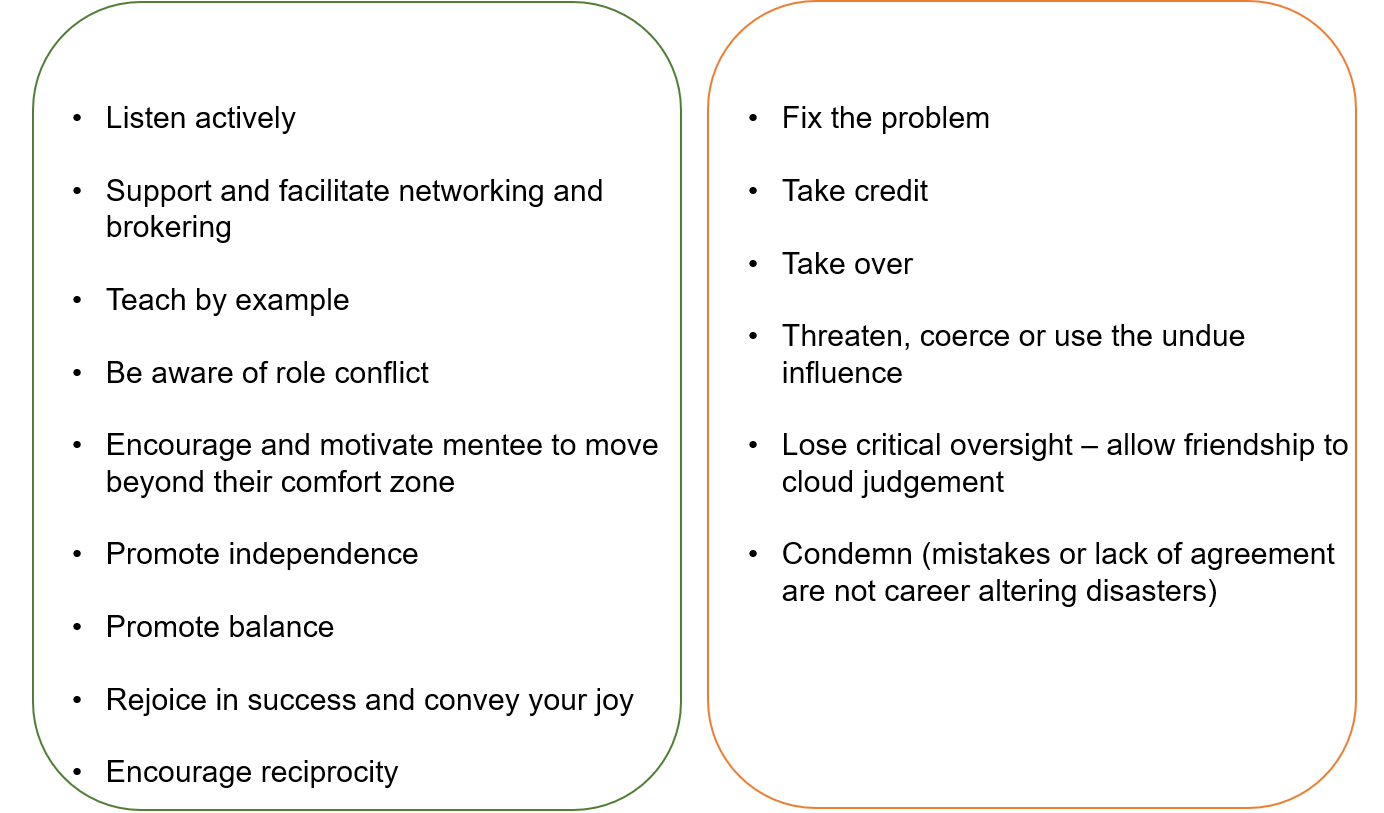 • Listen actively
• Support and facilitate networking and
brokering
• Teach by example
• Be aware of role conflict
• Encourage and motivate mentee to move
beyond their comfort zone
• Promote independence
• Promote balance
• Rejoice in success and convey your joy
• Encourage reciprocity
• Fix the problem
• Take credit
• Take over
• Threaten, coerce or use the undue
influence
• Lose critical oversight – allow friendship to
cloud judgement
• Condemn (mistakes or lack of agreement
are not career altering disasters)